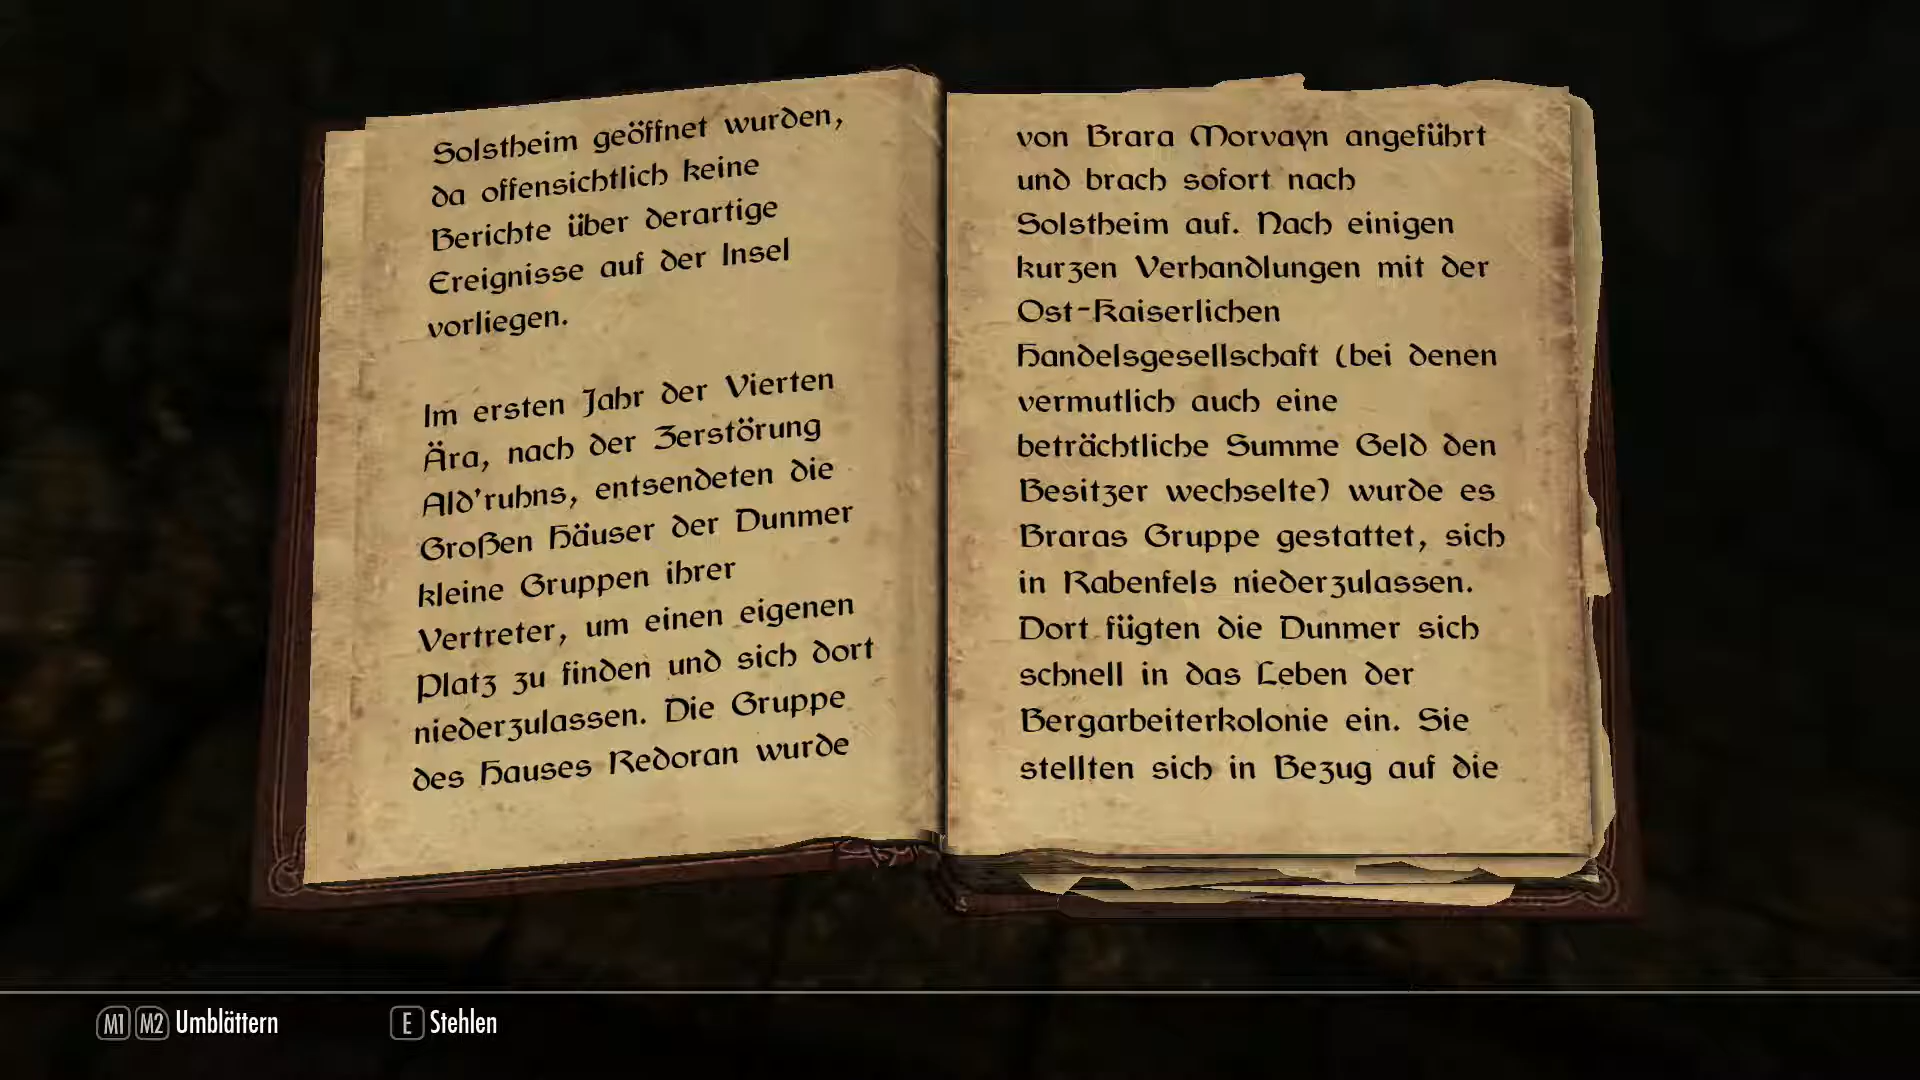 Solstheim geöffnet wurden,
da offensichtlich keine
Berichte über derartige
Ereignisse auf der Insel
vorliegen.
Im ersten Jahr der Vierten
Ära, nach der Zerstörung
Ald'ruhns, entsendeten die
Großen Häuser der Dunmer
kleine Gruppen ihrer
Vertreter, um einen eigenen
Platz zu finden und sich dort
niederzulassen. Die Gruppe
des Hauses Redoran wurde
von Brara Morvayn angeführt
und brach sofort nach
Solstheim auf. Nach einigen
kurzen Verhandlungen mit der
Ost-Kaiserlichen
Handelsgesellschaft (bei denen
vermutlich auch eine
beträchtliche Summe Geld den
Besitzer wechselte) wurde es
Braras Gruppe gestattet, sich
in Rabenfels niederzulassen.
Dort fügten die Dunmer sich
schnell in das Leben der
Bergarbeiterkolonie ein. Sie
stellten sich in Bezug auf die
M1 M2 Umblättern E Stehlen